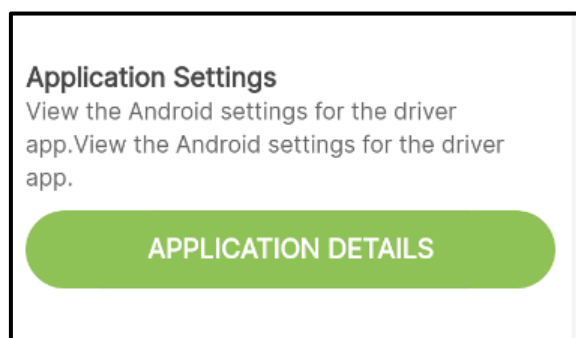 Application Settings
View the Android settings for the driver
app.View the Android settings for the driver
app.
APPLICATION DETAILS